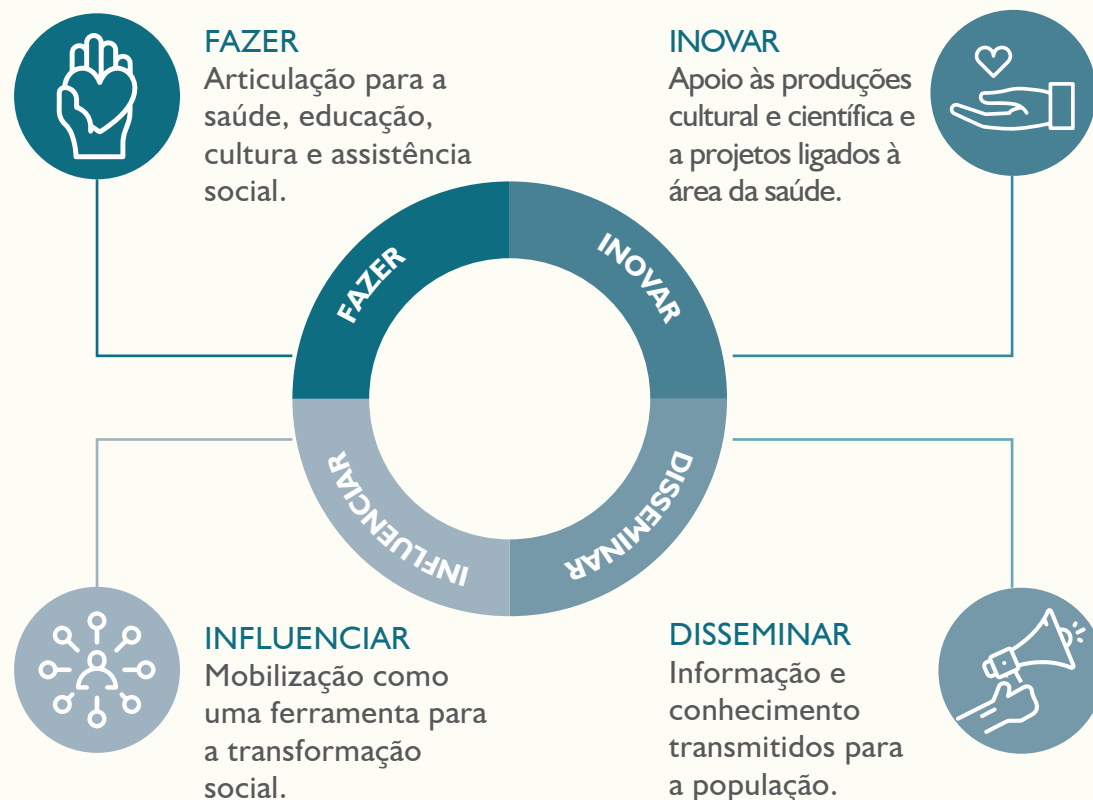 FAZER
Articulação para a
saúde, educação,
cultura e assistência
social.
INOVAR
Apoio às produções
cultural e científica e
a projetos ligados à
área da saúde.
FAZER
INOVAR
INFLUENCIAR
DISSEMINAR
INFLUENCIAR
Mobilização como
uma ferramenta para
a transformação
social.
DISSEMINAR
Informação e
conhecimento
transmitidos para
a população.